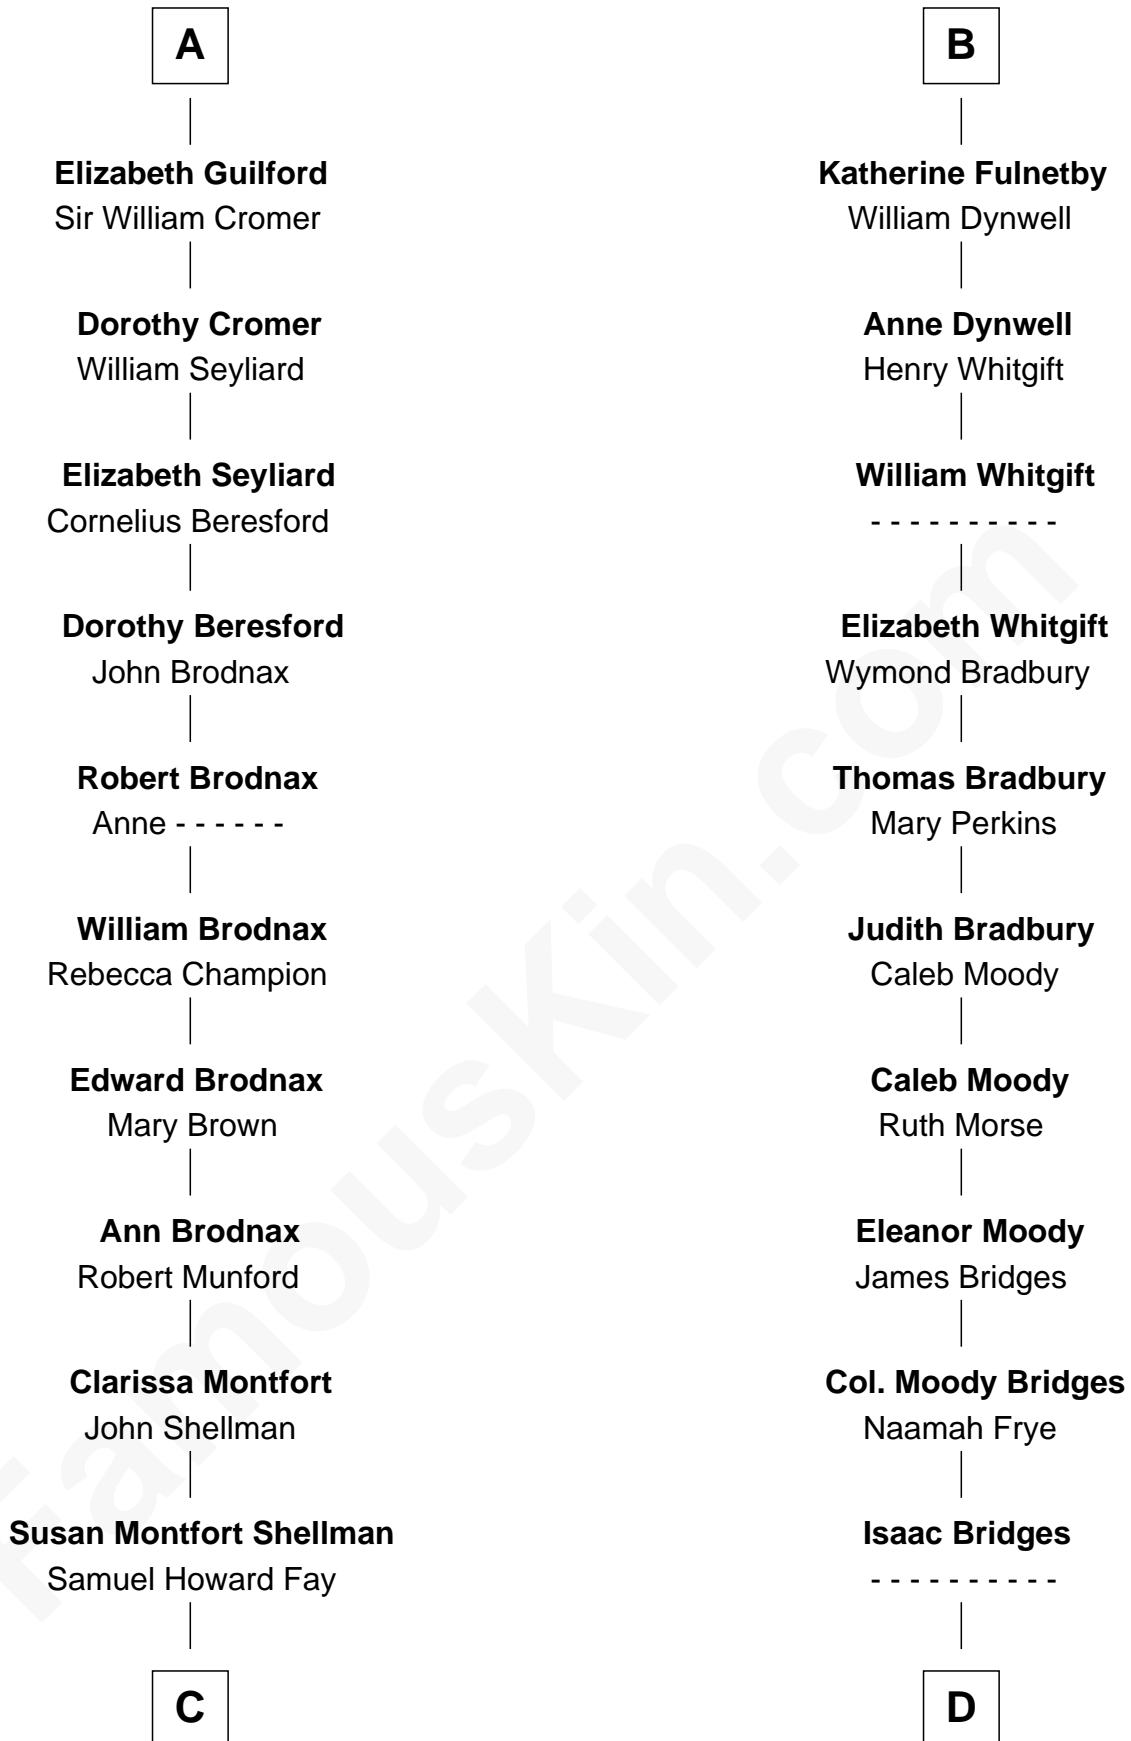 A
Elizabeth Guilford
Sir William Cromer
Dorothy Cromer
William Seyliard
Elizabeth Seyliard
Cornelius Beresford
Dorothy Beresford
John Brodnax
Robert Brodnax
Anne - - - - - -
William Brodnax
Rebecca Champion
Edward Brodnax
Mary Brown
Ann Brodnax
Robert Munford
Clarissa Montfort
John Shellman
Susan Montfort Shellman
Samuel Howard Fay
C
B
Katherine Fulnetby
William Dynwell
Anne Dynwell
Henry Whitgift
William Whitgift
- - - - - - - - - -
Elizabeth Whitgift
Wymond Bradbury
Thomas Bradbury
Mary Perkins
Judith Bradbury
Caleb Moody
Caleb Moody
Ruth Morse
Eleanor Moody
James Bridges
Col. Moody Bridges
Naamah Frye
Isaac Bridges
- - - - - - - - - -
D
FamousKin.com